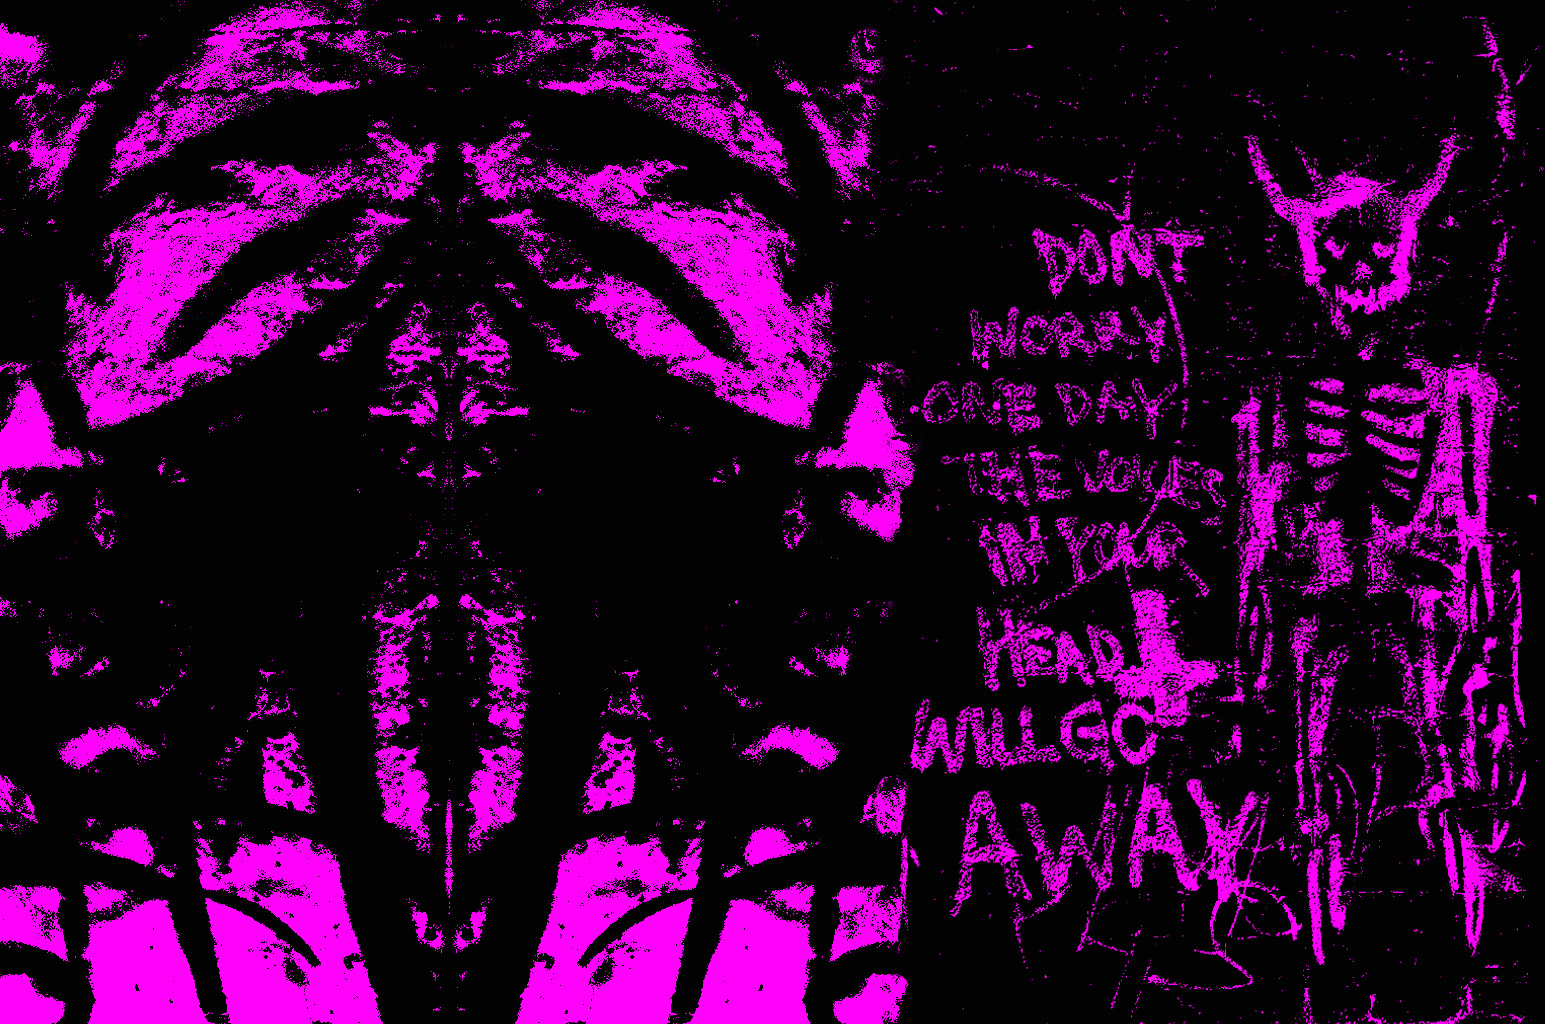 DONT
WORRY
ONE DAY
THE VOICES
IN YOUR
HEAD
WILL GO
AWAY